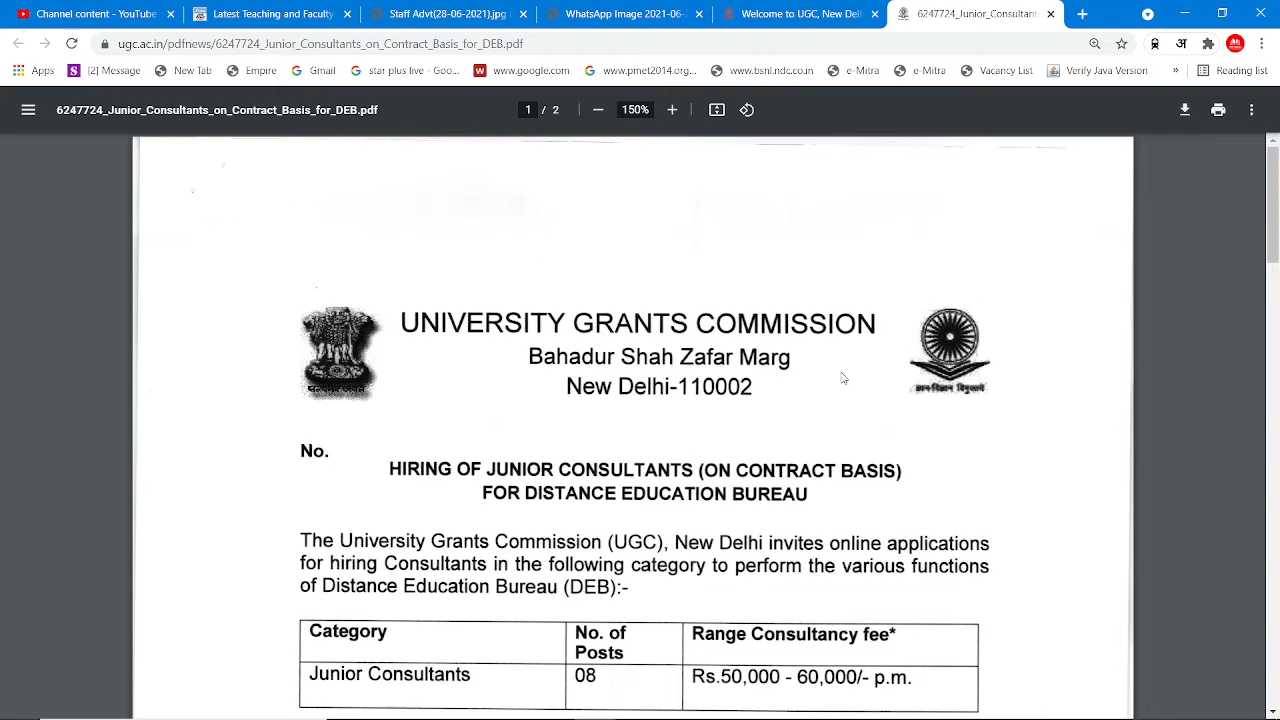 Channel content - YouTube
Latest Teaching and Faculty
Staff Advt(28-06-2021).jpg
WhatsApp Image 2021-06-
Welcome to UGC, New Delh
6247724_Junior_Consultants
ugc.ac.in/pdfnews/6247724_Junior_Consultants_on_Contract_Basis_for_DEB.pdf
अ
Apps
[2] Message
New Tab
Empire
Gmail
star plus live - Goo...
www.google.com
www.pmet2014.org...
www.tsnl.ndc.co.in
e-Mitra
e-Mitra
Vacancy List
Verify Java Version
»
Reading list
6247724_Junior_Consultants_on_Contract_Basis_for_DEB.pdf
1 / 2
150%
UNIVERSITY GRANTS COMMISSION
Bahadur Shah Zafar Marg
New Delhi-110002
ज्ञान-विज्ञान विमुक्तये
No.
HIRING OF JUNIOR CONSULTANTS (ON CONTRACT BASIS)
FOR DISTANCE EDUCATION BUREAU
The University Grants Commission (UGC), New Delhi invites online applications
for hiring Consultants in the following category to perform the various functions
of Distance Education Bureau (DEB):-
Category
No. of
Posts
Range Consultancy fee*
Junior Consultants
08
Rs.50,000 - 60,000/- p.m.